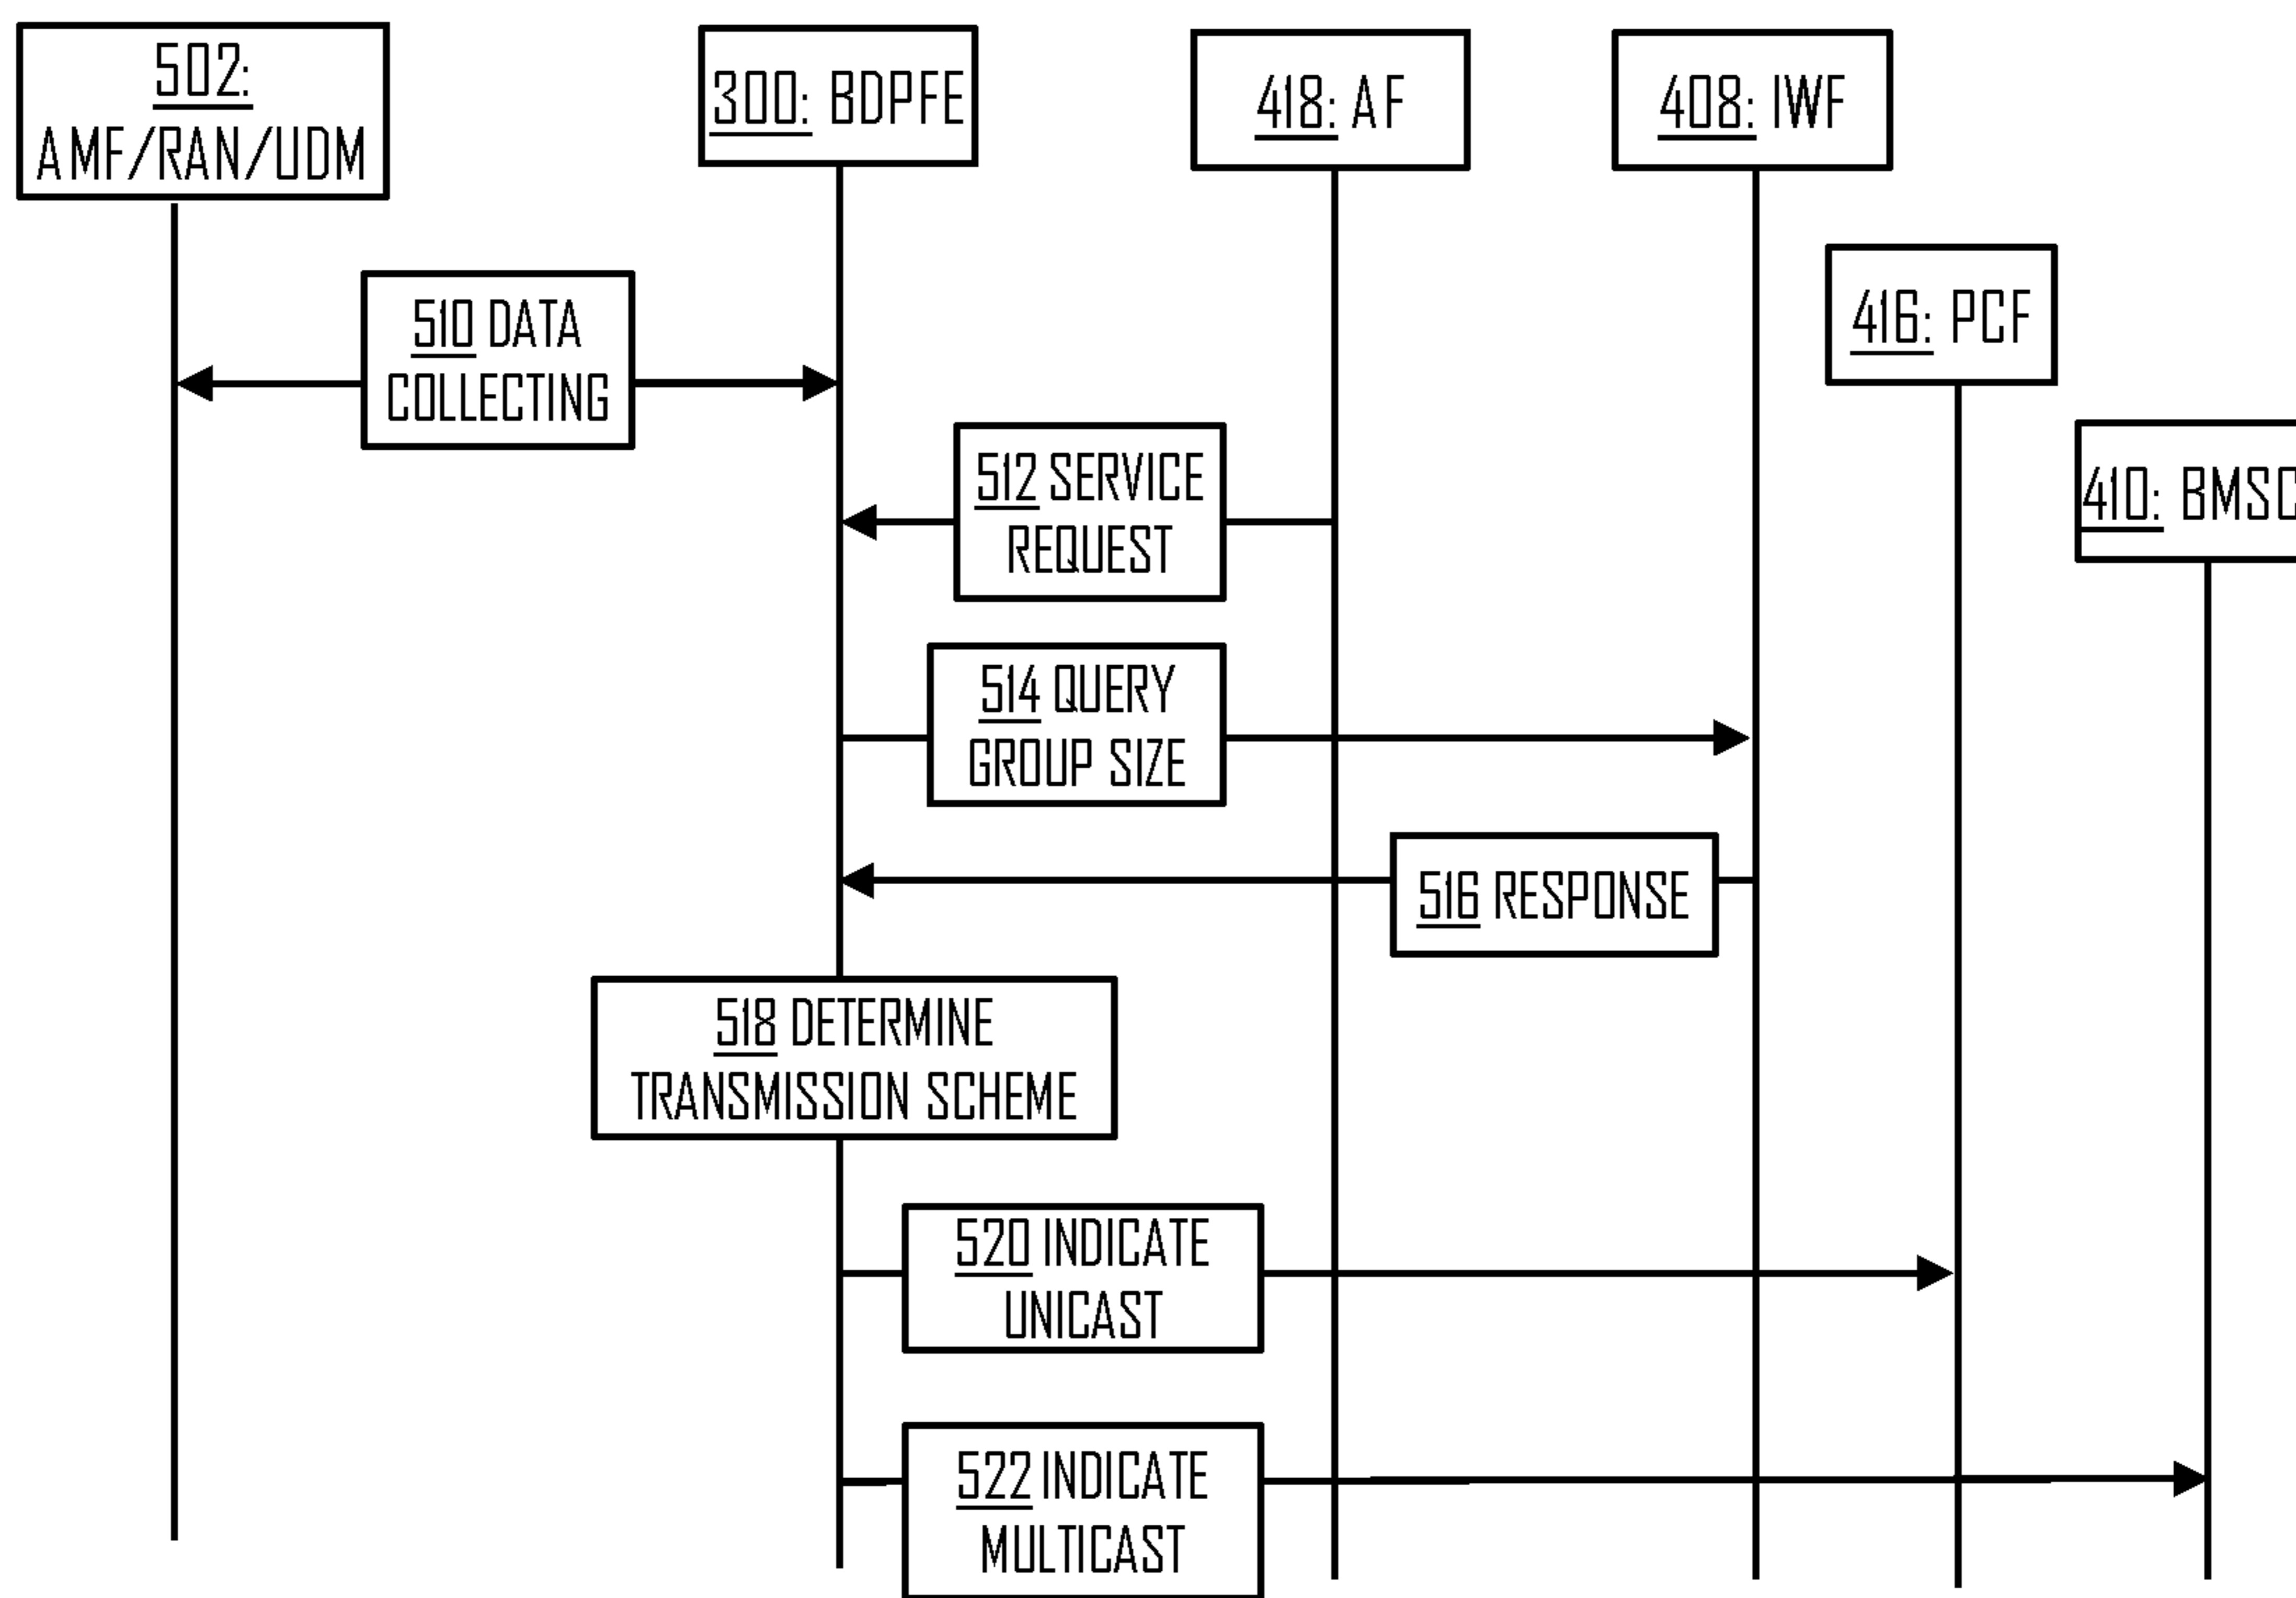 502:
AMF/RAN/UDM
300: BDPFE
418: AF
408: IWF
416: PCF
410: BMSC
510 DATA
COLLECTING
512 SERVICE
REQUEST
514 QUERY
GROUP SIZE
516 RESPONSE
518 DETERMINE
TRANSMISSION SCHEME
520 INDICATE
UNICAST
522 INDICATE
MULTICAST